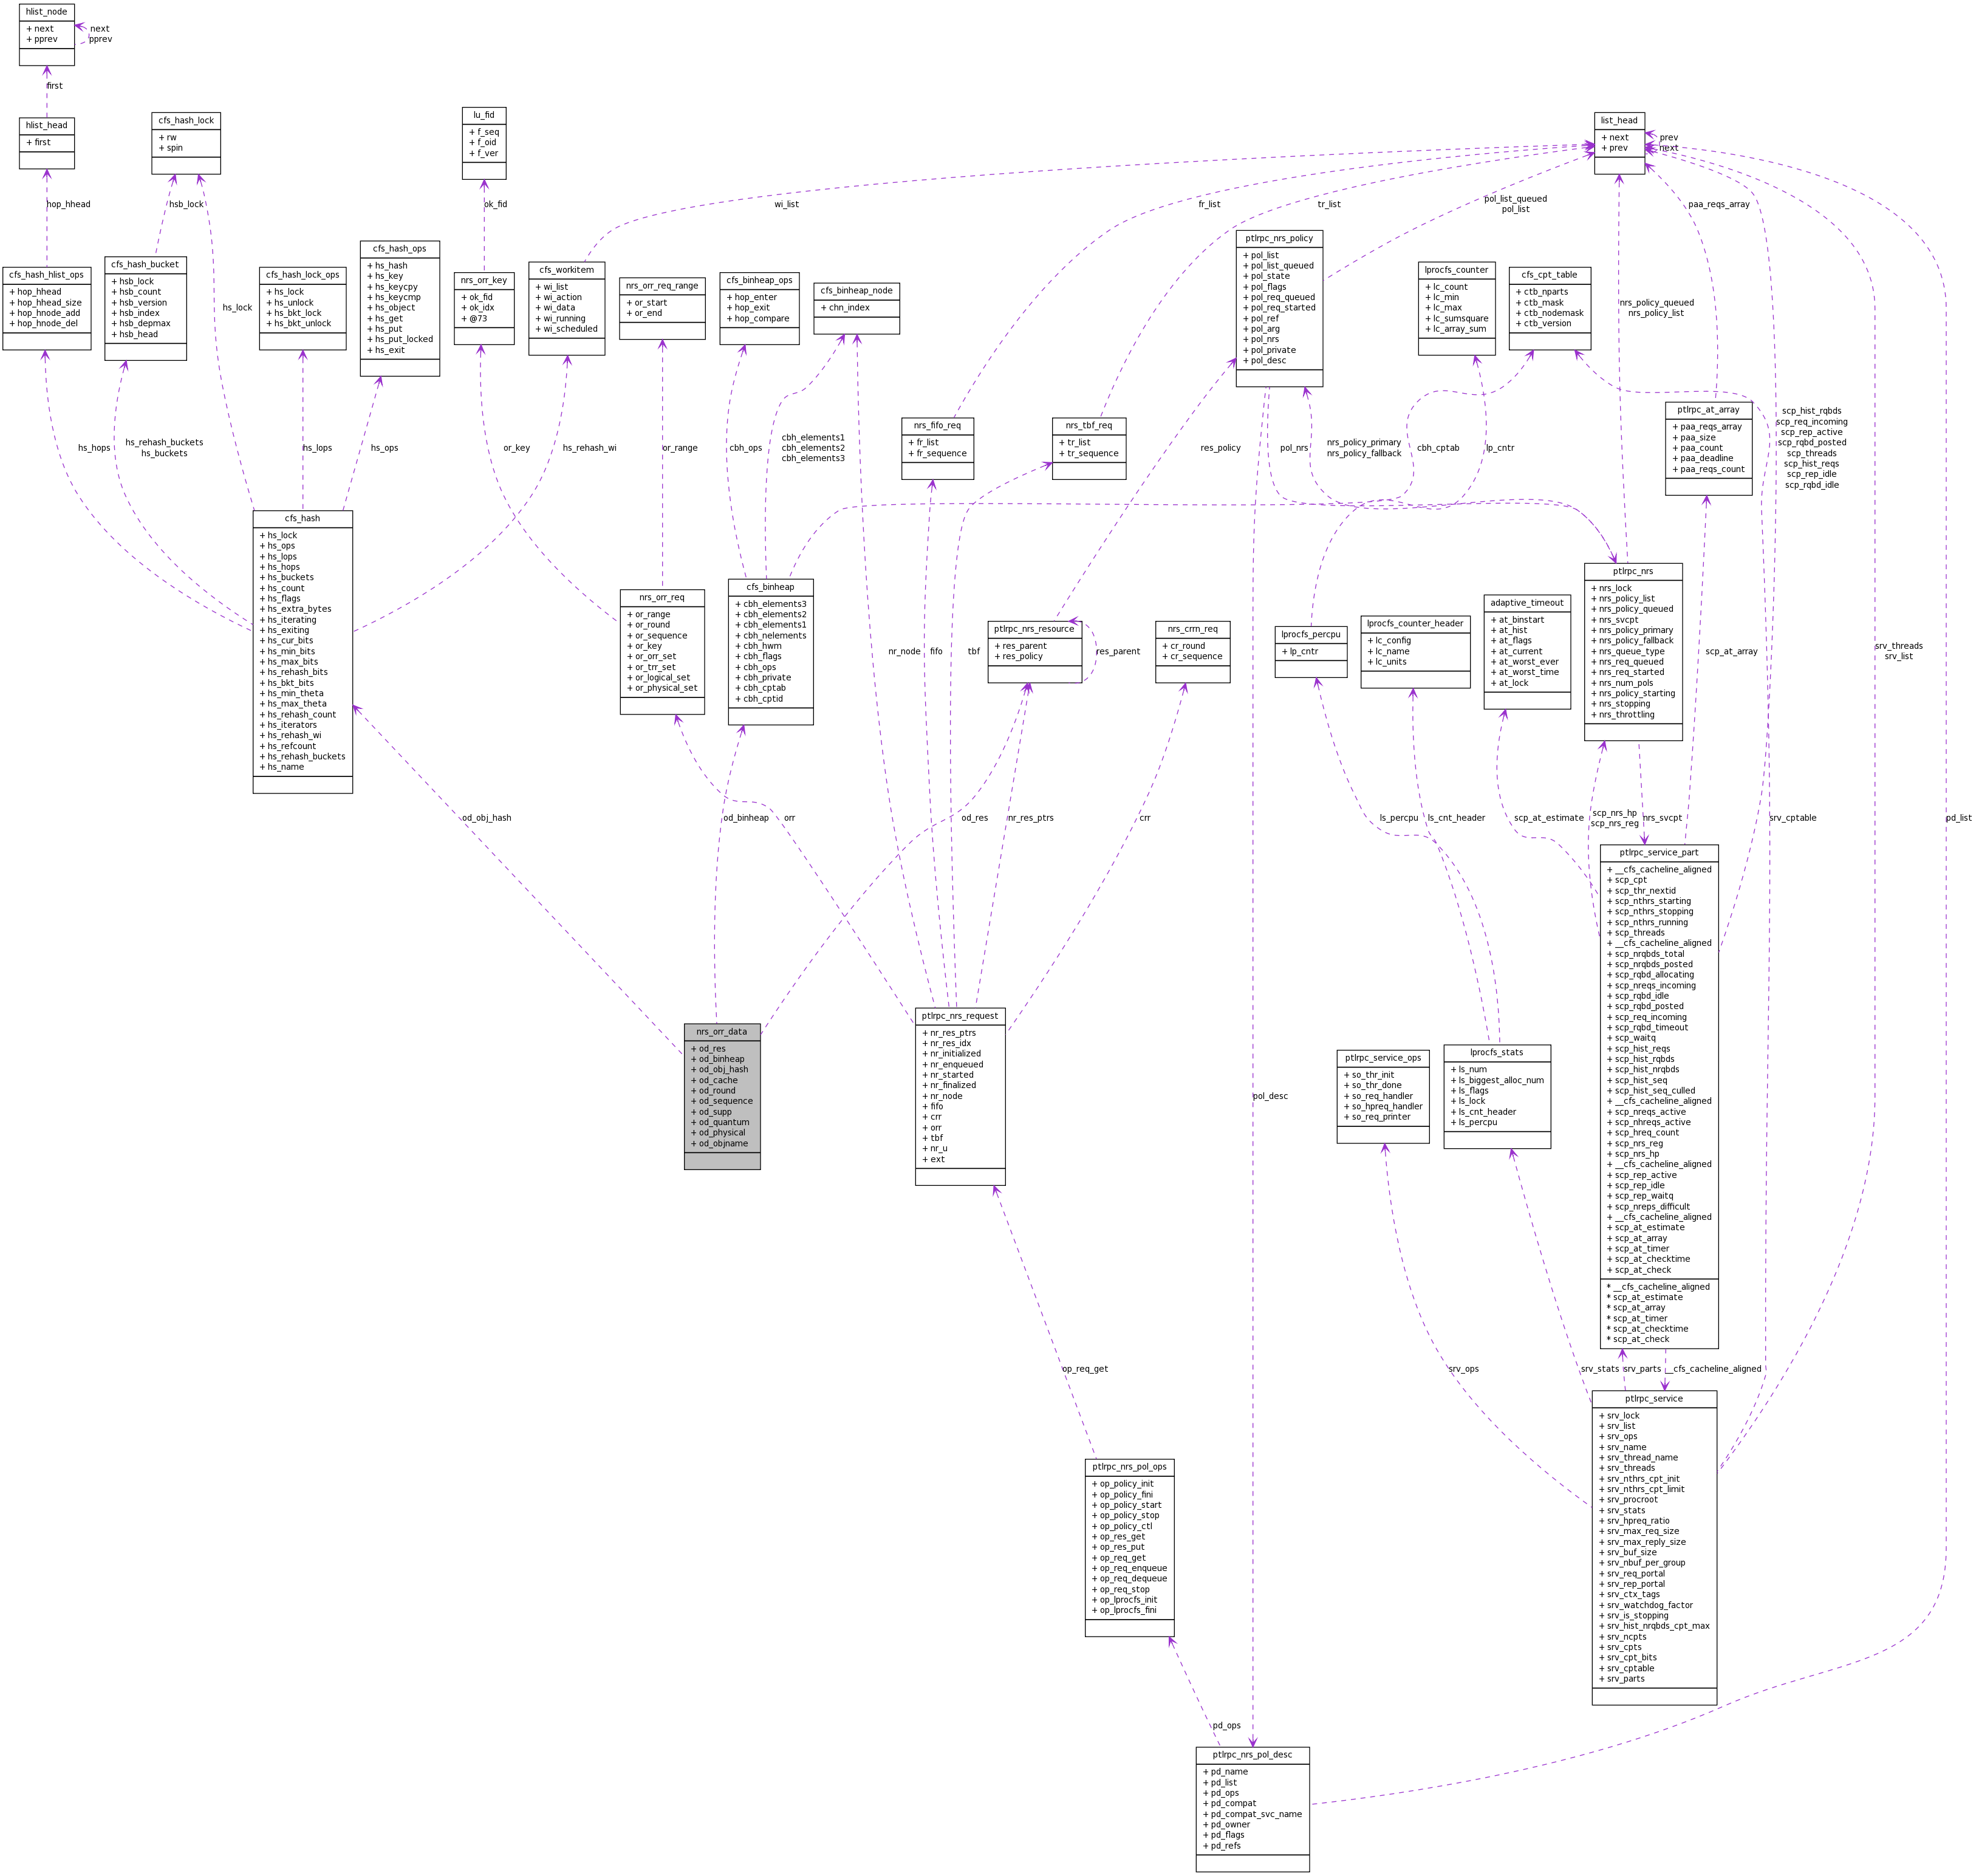 hlist_node
+ next
+ pprev
next
pprev
first
hlist_head
+ first
cfs_hash_lock
+ rw
+ spin
lu_fid
+ f_seq
+ f_oid
+ f_ver
list_head
+ next
+ prev
prev
next
hop_hhead
hsb_lock
ok_fid
wi_list
fr_list
tr_list
pol_list_queued
pol_list
paa_reqs_array
cfs_hash_hlist_ops
+ hop_hhead
+ hop_hhead_size
+ hop_hnode_add
+ hop_hnode_del
cfs_hash_bucket
+ hsb_lock
+ hsb_count
+ hsb_version
+ hsb_index
+ hsb_depmax
+ hsb_head
hs_lock
cfs_hash_lock_ops
+ hs_lock
+ hs_unlock
+ hs_bkt_lock
+ hs_bkt_unlock
cfs_hash_ops
+ hs_hash
+ hs_key
+ hs_keycpy
+ hs_keycmp
+ hs_object
+ hs_get
+ hs_put
+ hs_put_locked
+ hs_exit
nrs_orr_key
+ ok_fid
+ ok_idx
+ @73
cfs_workitem
+ wi_list
+ wi_action
+ wi_data
+ wi_running
+ wi_scheduled
nrs_orr_req_range
+ or_start
+ or_end
cfs_binheap_ops
+ hop_enter
+ hop_exit
+ hop_compare
cfs_binheap_node
+ chn_index
ptlrpc_nrs_policy
+ pol_list
+ pol_list_queued
+ pol_state
+ pol_flags
+ pol_req_queued
+ pol_req_started
+ pol_ref
+ pol_arg
+ pol_nrs
+ pol_private
+ pol_desc
lprocfs_counter
+ lc_count
+ lc_min
+ lc_max
+ lc_sumsquare
+ lc_array_sum
cfs_cpt_table
+ ctb_nparts
+ ctb_mask
+ ctb_nodemask
+ ctb_version
nrs_policy_queued
nrs_policy_list
hs_hops
hs_rehash_buckets
hs_buckets
hs_lops
hs_ops
or_key
hs_rehash_wi
or_range
cbh_ops
cbh_elements1
cbh_elements2
cbh_elements3
nrs_fifo_req
+ fr_list
+ fr_sequence
nrs_tbf_req
+ tr_list
+ tr_sequence
res_policy
pol_nrs
nrs_policy_primary
nrs_policy_fallback
cbh_cptab
lp_cntr
ptlrpc_at_array
+ paa_reqs_array
+ paa_size
+ paa_count
+ paa_deadline
+ paa_reqs_count
scp_hist_rqbds
scp_req_incoming
scp_rep_active
scp_rqbd_posted
scp_threads
scp_hist_reqs
scp_rep_idle
scp_rqbd_idle
cfs_hash
+ hs_lock
+ hs_ops
+ hs_lops
+ hs_hops
+ hs_buckets
+ hs_count
+ hs_flags
+ hs_extra_bytes
+ hs_iterating
+ hs_exiting
+ hs_cur_bits
+ hs_min_bits
+ hs_max_bits
+ hs_rehash_bits
+ hs_bkt_bits
+ hs_min_theta
+ hs_max_theta
+ hs_rehash_count
+ hs_iterators
+ hs_rehash_wi
+ hs_refcount
+ hs_rehash_buckets
+ hs_name
nrs_orr_req
+ or_range
+ or_round
+ or_sequence
+ or_key
+ or_orr_set
+ or_trr_set
+ or_logical_set
+ or_physical_set
cfs_binheap
+ cbh_elements3
+ cbh_elements2
+ cbh_elements1
+ cbh_nelements
+ cbh_hwm
+ cbh_flags
+ cbh_ops
+ cbh_private
+ cbh_cptab
+ cbh_cptid
nr_node
fifo
tbf
ptlrpc_nrs_resource
+ res_parent
+ res_policy
res_parent
nrs_crrn_req
+ cr_round
+ cr_sequence
lprocfs_percpu
+ lp_cntr
lprocfs_counter_header
+ lc_config
+ lc_name
+ lc_units
adaptive_timeout
+ at_binstart
+ at_hist
+ at_flags
+ at_current
+ at_worst_ever
+ at_worst_time
+ at_lock
ptlrpc_nrs
+ nrs_lock
+ nrs_policy_list
+ nrs_policy_queued
+ nrs_svcpt
+ nrs_policy_primary
+ nrs_policy_fallback
+ nrs_queue_type
+ nrs_req_queued
+ nrs_req_started
+ nrs_num_pols
+ nrs_policy_starting
+ nrs_stopping
+ nrs_throttling
scp_at_array
srv_threads
srv_list
od_obj_hash
od_binheap
orr
od_res
nr_res_ptrs
crr
ls_percpu
ls_cnt_header
scp_at_estimate
scp_nrs_hp
scp_nrs_reg
nrs_svcpt
srv_cptable
pd_list
ptlrpc_service_part
+ __cfs_cacheline_aligned
+ scp_cpt
+ scp_thr_nextid
+ scp_nthrs_starting
+ scp_nthrs_stopping
+ scp_nthrs_running
+ scp_threads
+ __cfs_cacheline_aligned
+ scp_nrqbds_total
+ scp_nrqbds_posted
+ scp_rqbd_allocating
+ scp_nreqs_incoming
+ scp_rqbd_idle
+ scp_rqbd_posted
+ scp_req_incoming
+ scp_rqbd_timeout
+ scp_waitq
+ scp_hist_reqs
+ scp_hist_rqbds
+ scp_hist_nrqbds
+ scp_hist_seq
+ scp_hist_seq_culled
+ __cfs_cacheline_aligned
+ scp_nreqs_active
+ scp_nhreqs_active
+ scp_hreq_count
+ scp_nrs_reg
+ scp_nrs_hp
+ __cfs_cacheline_aligned
+ scp_rep_active
+ scp_rep_idle
+ scp_rep_waitq
+ scp_nreps_difficult
+ __cfs_cacheline_aligned
+ scp_at_estimate
+ scp_at_array
+ scp_at_timer
+ scp_at_checktime
+ scp_at_check
* __cfs_cacheline_aligned
* scp_at_estimate
* scp_at_array
* scp_at_timer
* scp_at_checktime
* scp_at_check
nrs_orr_data
+ od_res
+ od_binheap
+ od_obj_hash
+ od_cache
+ od_round
+ od_sequence
+ od_supp
+ od_quantum
+ od_physical
+ od_objname
ptlrpc_nrs_request
+ nr_res_ptrs
+ nr_res_idx
+ nr_initialized
+ nr_enqueued
+ nr_started
+ nr_finalized
+ nr_node
+ fifo
+ crr
+ orr
+ tbf
+ nr_u
+ ext
pol_desc
ptlrpc_service_ops
+ so_thr_init
+ so_thr_done
+ so_req_handler
+ so_hpreq_handler
+ so_req_printer
lprocfs_stats
+ ls_num
+ ls_biggest_alloc_num
+ ls_flags
+ ls_lock
+ ls_cnt_header
+ ls_percpu
op_req_get
srv_ops
srv_stats
srv_parts
__cfs_cacheline_aligned
ptlrpc_service
+ srv_lock
+ srv_list
+ srv_ops
+ srv_name
+ srv_thread_name
+ srv_threads
+ srv_nthrs_cpt_init
+ srv_nthrs_cpt_limit
+ srv_procroot
+ srv_stats
+ srv_hpreq_ratio
+ srv_max_req_size
+ srv_max_reply_size
+ srv_buf_size
+ srv_nbuf_per_group
+ srv_req_portal
+ srv_rep_portal
+ srv_ctx_tags
+ srv_watchdog_factor
+ srv_is_stopping
+ srv_hist_nrqbds_cpt_max
+ srv_ncpts
+ srv_cpts
+ srv_cpt_bits
+ srv_cptable
+ srv_parts
ptlrpc_nrs_pol_ops
+ op_policy_init
+ op_policy_fini
+ op_policy_start
+ op_policy_stop
+ op_policy_ctl
+ op_res_get
+ op_res_put
+ op_req_get
+ op_req_enqueue
+ op_req_dequeue
+ op_req_stop
+ op_lprocfs_init
+ op_lprocfs_fini
pd_ops
ptlrpc_nrs_pol_desc
+ pd_name
+ pd_list
+ pd_ops
+ pd_compat
+ pd_compat_svc_name
+ pd_owner
+ pd_flags
+ pd_refs